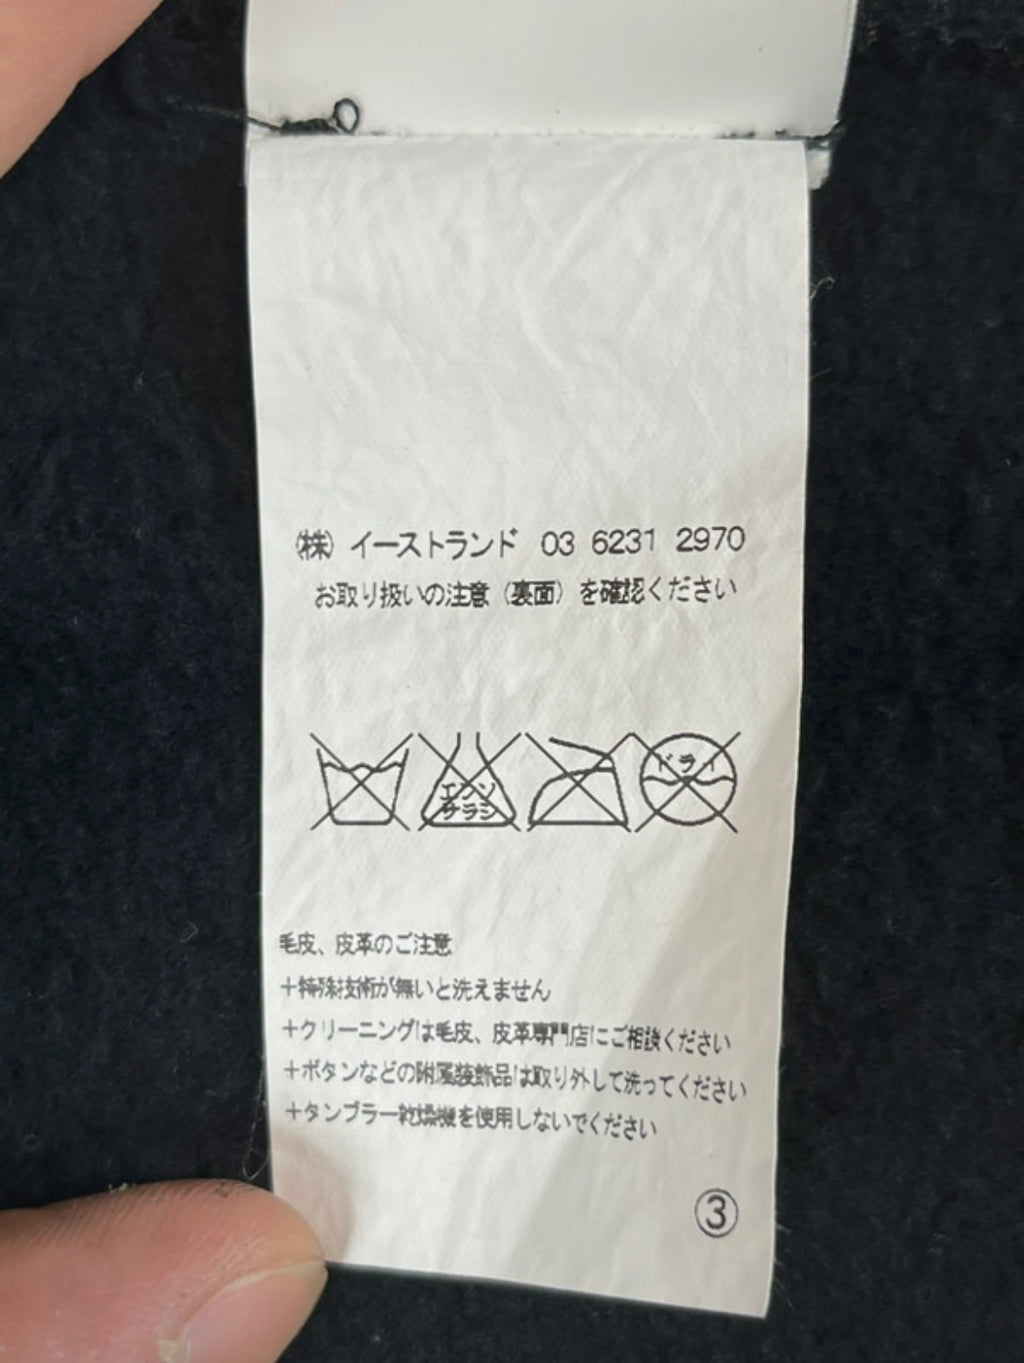 (株) イーストランド 03 6231 2970
お取り扱いの注意（裏面）を確認ください
エンソ
サラシ
ドライ
毛皮、皮革のご注意
+特殊技術が無いと洗えません
+クリーニングは毛皮、皮革専門店にご相談ください
+ボタンなどの附属装飾品は取り外して洗ってください
+タンブラー乾燥機を使用しないでください
③